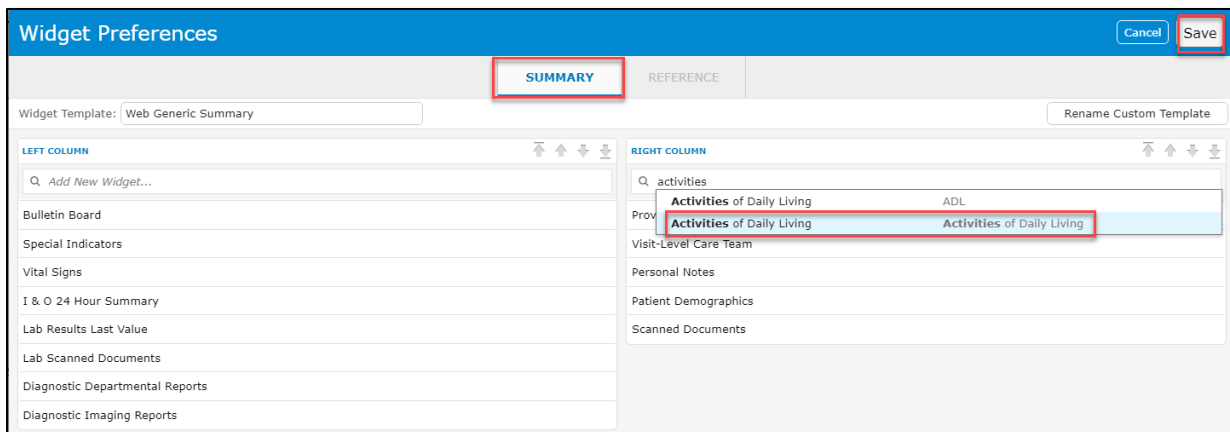 Widget Preferences
Cancel
Save
SUMMARY
REFERENCE
Widget Template: Web Generic Summary
Rename Custom Template
LEFT COLUMN
Add New Widget...
Bulletin Board
Special Indicators
Vital Signs
I & O 24 Hour Summary
Lab Results Last Value
Lab Scanned Documents
Diagnostic Departmental Reports
Diagnostic Imaging Reports
RIGHT COLUMN
activities
Activities of Daily Living ADL
Prov
Activities of Daily Living Activities of Daily Living
Visit-Level Care Team
Personal Notes
Patient Demographics
Scanned Documents